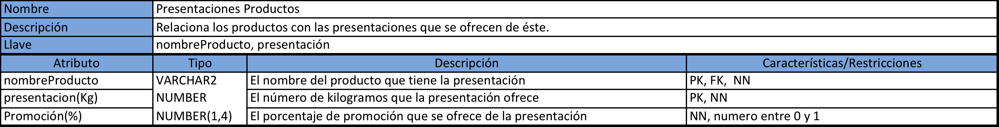 Nombre Presentaciones Productos
Descripción Relaciona los productos con las presentaciones que se ofrecen de éste.
Llave nombreProducto, presentación
Atributo Tipo Descripción Características/Restricciones
nombreProducto VARCHAR2 El nombre del producto que tiene la presentación PK, FK,  NN
presentacion(Kg) NUMBER El número de kilogramos que la presentación ofrece PK, NN
Promoción(%) NUMBER(1,4) El porcentaje de promoción que se ofrece de la presentación NN, numero entre 0 y 1